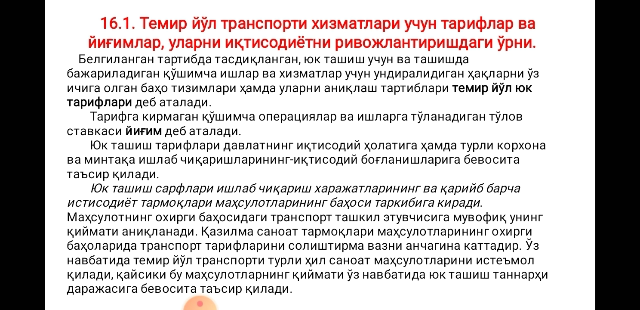 16.1. Темир йўл транспорти хизматлари учун тарифлар ва
йиғимлар, уларни иқтисодиётни ривожлантиришдаги ўрни.
Белгиланган тартибда тасдиқланган, юк ташиш учун ва ташишда
бажариладиган қўшимча ишлар ва хизматлар учун ундиралидиган ҳақларни ўз
ичига олган баҳо тизимлари ҳамда уларни аниқлаш тартиблари темир йўл юк
тарифлари деб аталади.
Тарифга кирмаган қўшимча операциялар ва ишларга тўланадиган тўлов
ставкаси йиғим деб аталади.
Юк ташиш тарифлари давлатнинг иқтисодий ҳолатига ҳамда турли корхона
ва минтақа ишлаб чиқаришларининг-иқтисодий боғланишларига бевосита
таъсир қилади.
Юк ташиш сарфлари ишлаб чиқариш харажатларининг ва қарийб барча
истисодиёт тармоқлари маҳсулотларининг баҳоси таркибига киради.
Маҳсулотнинг охирги баҳосидаги транспорт ташкил этувчисига мувофиқ унинг
қиймати аниқланади. Қазилма саноат тармоқлари маҳсулотларининг охирги
баҳоларида транспорт тарифларини солиштирма вазни анчагина каттадир. Ўз
навбатида темир йўл транспорти турли ҳил саноат маҳсулотларини истеъмол
қилади, қайсики бу маҳсулотларнинг қиймати ўз навбатида юк ташиш таннарҳи
даражасига бевосита таъсир қилади.